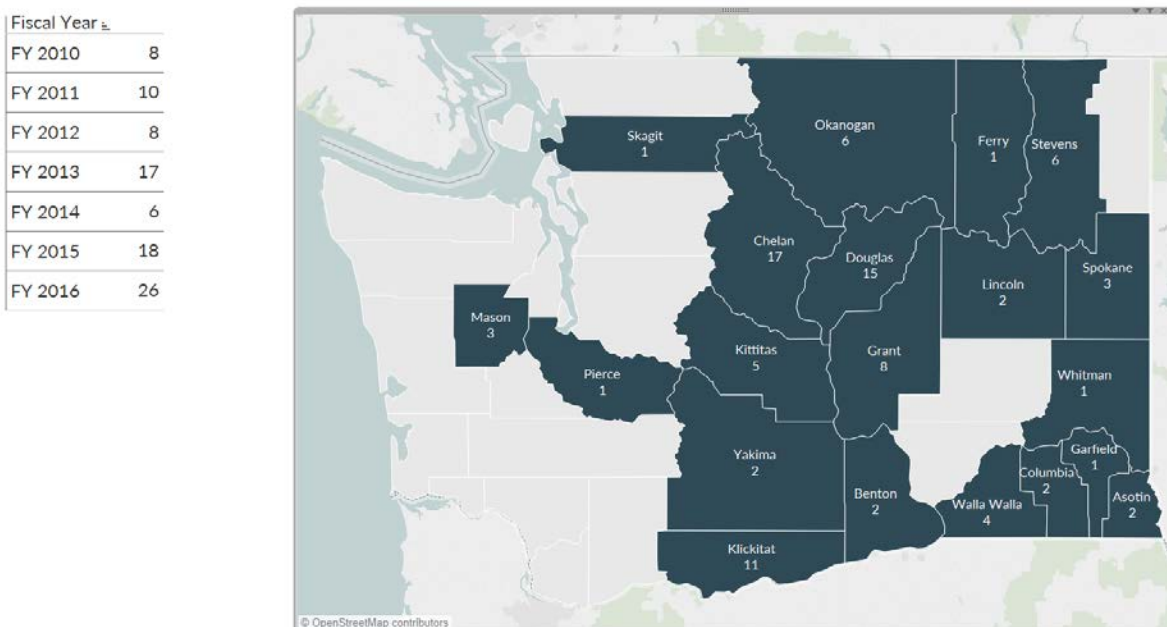 Fiscal Year
FY 2010 8
FY 2011 10
FY 2012 8
FY 2013 17
FY 2014 6
FY 2015 18
FY 2016 26
Okanogan
6
Skagit
1
Ferry
1
Stevens
6
Chelan
17
Douglas
15
Spokane
3
Lincoln
2
Mason
3
Kittitas
5
Grant
8
Pierce
1
Whitman
1
Yakima
2
Garfield
1
Columbia
2
Benton
2
Asotin
2
Walla Walla
4
Klickitat
11
© OpenStreetMap contributors